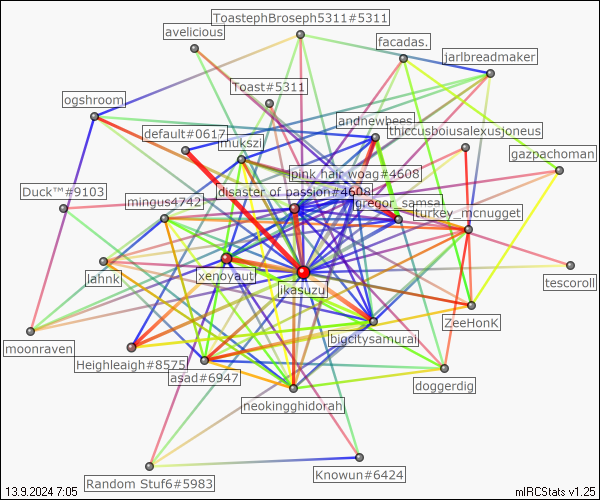 ToastephBroseph5311#5311
avelicious
facadas.
jarlbreadmaker
Toast#5311
ogshroom
andnewbees
thiccusboiusalexusjoneus
default#0617
mukszi
gazpachoman
pink hair woag#4608
Duck™#9103
disaster of passion#4608
mingus4742
gregor_samsa
turkey_mcnugget
lahnk
xenoyaut
tescoroll
ikasuzu
ZeeHonK
bigcitysamurai
moonraven
Heighleaigh#8575
asad#6947
doggerdig
neokingghidorah
Knowun#6424
Random Stuf6#5983
13.9.2024 7:05
mIRCStats v1.25